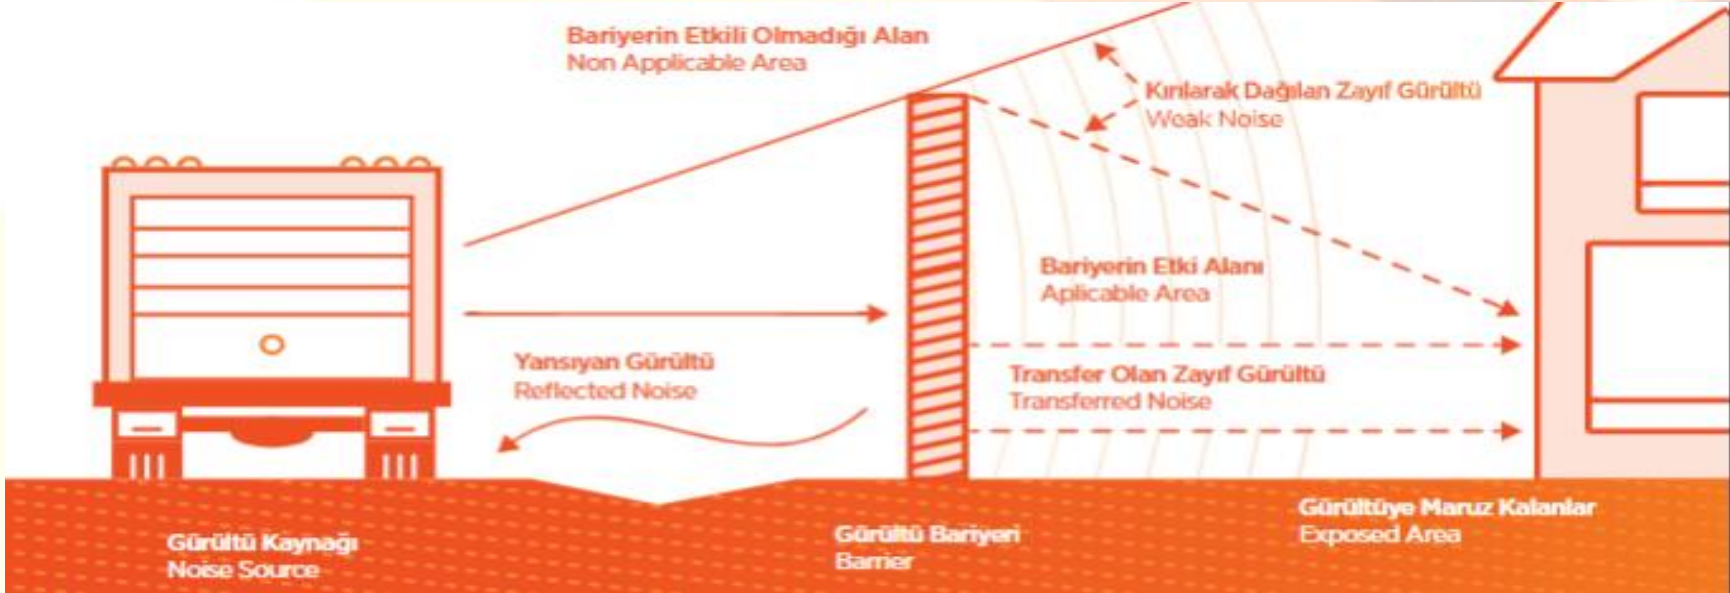 Bariyerin Etkili Olmadığı Alan
Non Applicable Area
Kırılarak Dağılan Zayıf Gürültü
Weak Noise
Bariyerin Etki Alanı
Aplicable Area
Yansıyan Gürültü
Reflected Noise
Transfer Olan Zayıf Gürültü
Transferred Noise
Gürültü Kaynağı
Noise Source
Gürültü Bariyeri
Barrier
Gürültüye Maruz Kalanlar
Exposed Area